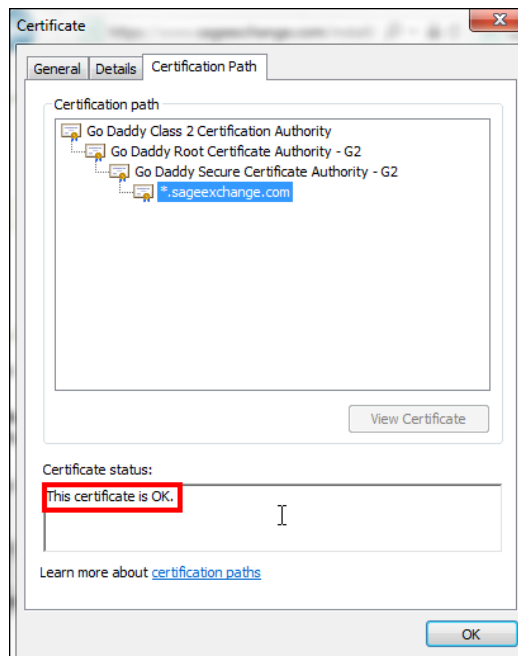 Certificate
General
Details
Certification Path
Certification path
Go Daddy Class 2 Certification Authority
Go Daddy Root Certificate Authority - G2
Go Daddy Secure Certificate Authority - G2
*.sageexchange.com
View Certificate
Certificate status:
This certificate is OK.
Learn more about certification paths
OK